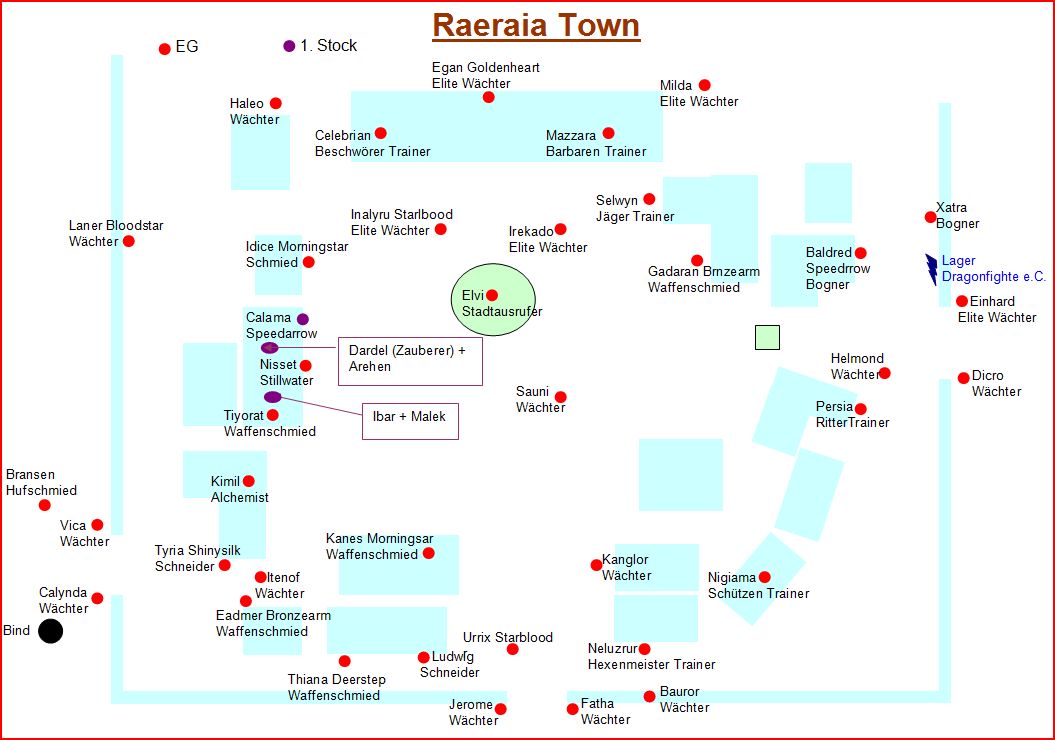 Raeraia Town
EG
1. Stock
Egan Goldenheart
Elite Wächter
Milda
Elite Wächter
Haleo
Wächter
Celebrian
Beschwörer Trainer
Mazzara
Barbaren Trainer
Selwyn
Jäger Trainer
Xatra
Bogner
Laner Bloodstar
Wächter
Inalyru Starlbood
Elite Wächter
Irekado
Elite Wächter
Idice Morningstar
Schmied
Gadaran Brnzearm
Waffenschmied
Baldred
Speedrrow
Bogner
Lager
Dragonfighte e.C.
Elvi
Stadtausrufer
Einhard
Elite Wächter
Calama
Speedarrow
Dardel (Zauberer) +
Arehen
Nisset
Stillwater
Helmond
Wächter
Dicro
Wächter
Sauni
Wächter
Ibar + Malek
Tiyorat
Waffenschmied
Persia
RitterTrainer
Bransen
Hufschmied
Kimil
Alchemist
Vica
Wächter
Kanes Morningsar
Waffenschmied
Tyria Shinysilk
Schneider
Kanglor
Wächter
Itenof
Wächter
Nigiama
Schützen Trainer
Calynda
Wächter
Bind
Eadmer Bronzearm
Waffenschmied
Urrix Starblood
Ludwig
Schneider
Neluzrur
Hexenmeister Trainer
Thiana Deerstep
Waffenschmied
Jerome
Wächter
Fatha
Wächter
Bauror
Wächter